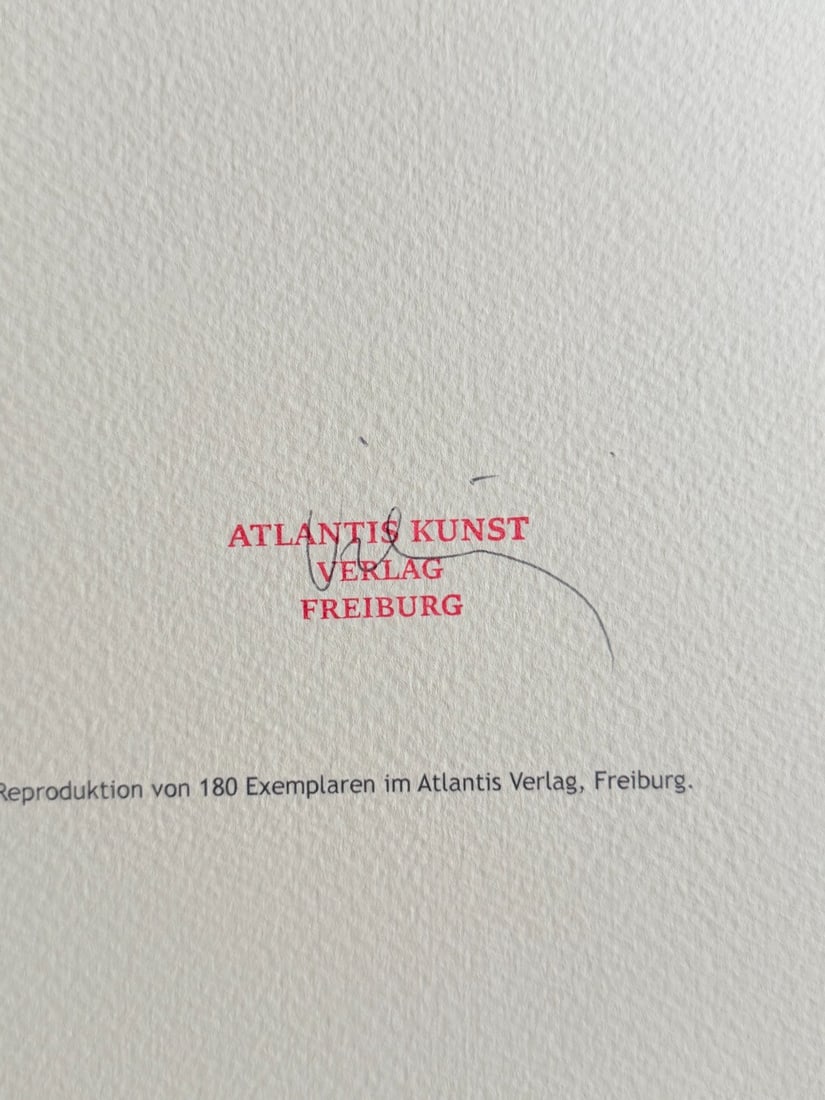 ATLANTIS KUNST
VERLAG
FREIBURG
Reproduktion von 180 Exemplaren im Atlantis Verlag, Freiburg.